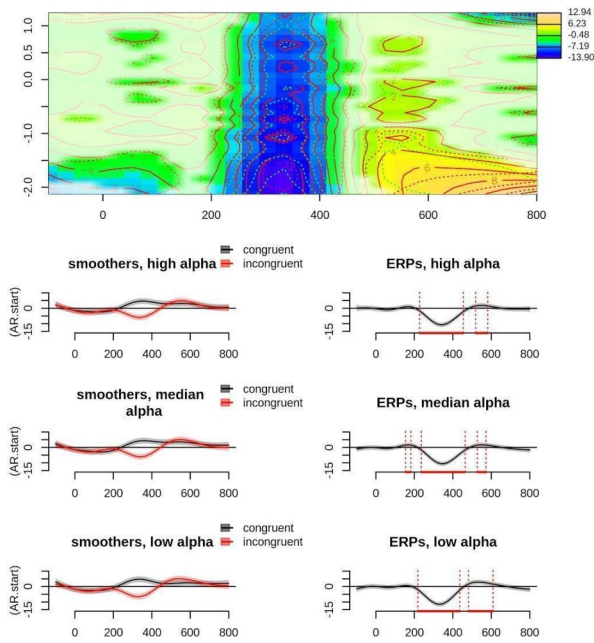 12.94
6.23
-0.48
-7.19
-13.90
1.0
0.5
0.0
-1.0
-2.0
6
8
0 200 400 600 800
smoothers, high alpha
congruent
incongruent
(AR.start)
0
-15
0 200 400 600 800
ERPs, high alpha
0
-15
0 200 400 600 800
smoothers, median
alpha
congruent
incongruent
(AR.start)
0
-15
0 200 400 600 800
ERPs, median alpha
0
-15
0 200 400 600 800
smoothers, low alpha
congruent
incongruent
(AR.start)
0
-15
0 200 400 600 800
ERPs, low alpha
0
-15
0 200 400 600 800